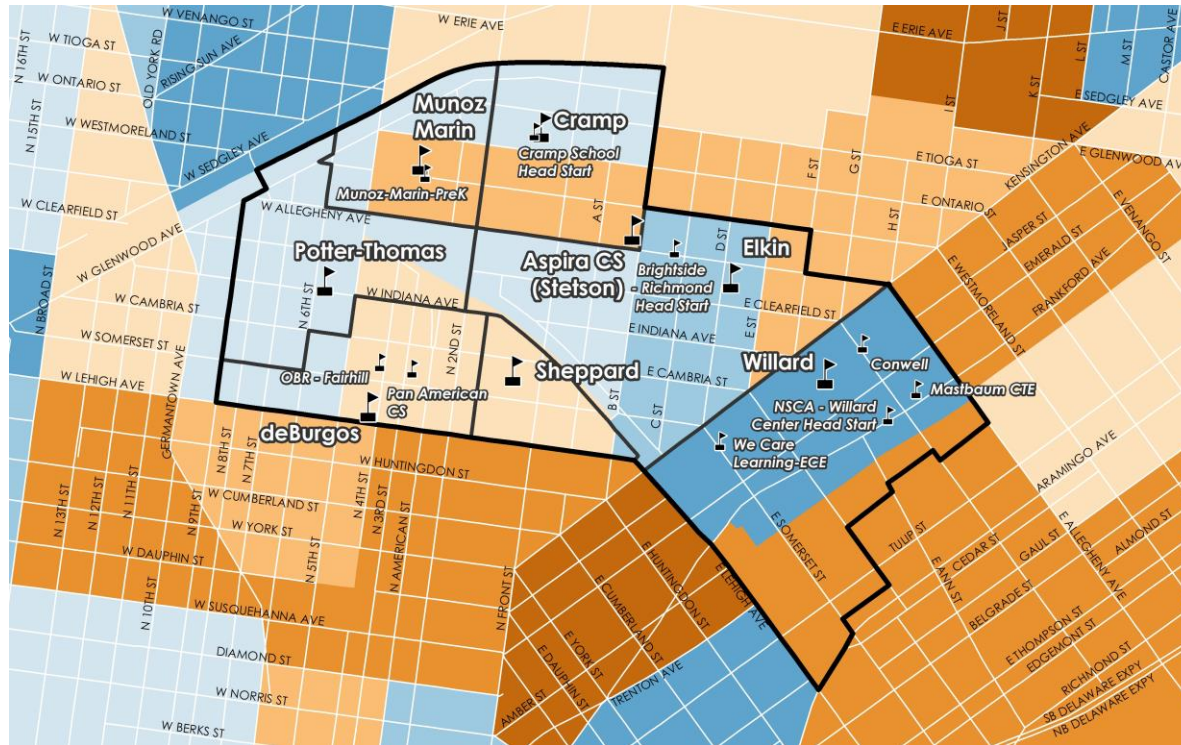 W VENANGO ST
W ERIE AVE
E ERIE AVE
J ST
N 16TH ST
W TIOGA ST
OLD YORK RD
RISING SUN AVE
K ST
L ST
M ST
CASTOR AVE
W ONTARIO ST
E SEDGLEY AVE
N 15TH ST
I ST
W WESTMORELAND ST
W SEDGLEY AVE
Munoz
Marin
Cramp
Cramp School
Head Start
Munoz-Marin-PreK
F ST
G ST
E TIOGA ST
KENSINGTON AVE
E GLENWOOD AVE
W CLEARFIELD ST
W ALLEGHENY AVE
A ST
E ONTARIO ST
E VENANGO ST
H ST
JASPER ST
EMERALD ST
FRANKFORD AVE
W GLENWOOD AVE
Potter-Thomas
Aspira CS
(Stetson)
D ST
Elkin
Brightside
- Richmond
Head Start
E WESTMORELAND ST
N BROAD ST
W CAMBRIA ST
N 6TH ST
W INDIANA AVE
E CLEARFIELD ST
E INDIANA AVE
E ST
W SOMERSET ST
GERMANTOWN AVE
N 2ND ST
OBR - Fairhill
Pan American
CS
Sheppard
E CAMBRIA ST
Willard
Conwell
Mastbaum CTE
W LEHIGH AVE
B ST
C ST
NSCA - Willard
Center Head Start
deBurgos
We Care
Learning-ECE
N 8TH ST
N 7TH ST
W HUNTINGDON ST
ARAMINGO AVE
N 13TH ST
N 12TH ST
N 11TH ST
N 9TH ST
W CUMBERLAND ST
N 4TH ST
N 3RD ST
N AMERICAN ST
W YORK ST
N 5TH ST
E SOMERSET ST
TULIP ST
CEDAR ST
GAUL ST
E ALLEGHENY AVE
ALMOND ST
W DAUPHIN ST
E HUNTINGDON ST
E LEHIGH AVE
E ANN ST
BELGRADE ST
N 10TH ST
W SUSQUEHANNA AVE
N FRONT ST
E CUMBERLAND ST
E THOMPSON ST
EDGEMONT ST
DIAMOND ST
E YORK ST
E DAUPHIN ST
TRENTON AVE
RICHMOND ST
SB DELAWARE EXPY
NB DELAWARE EXPY
W NORRIS ST
AMBER ST
W BERKS ST